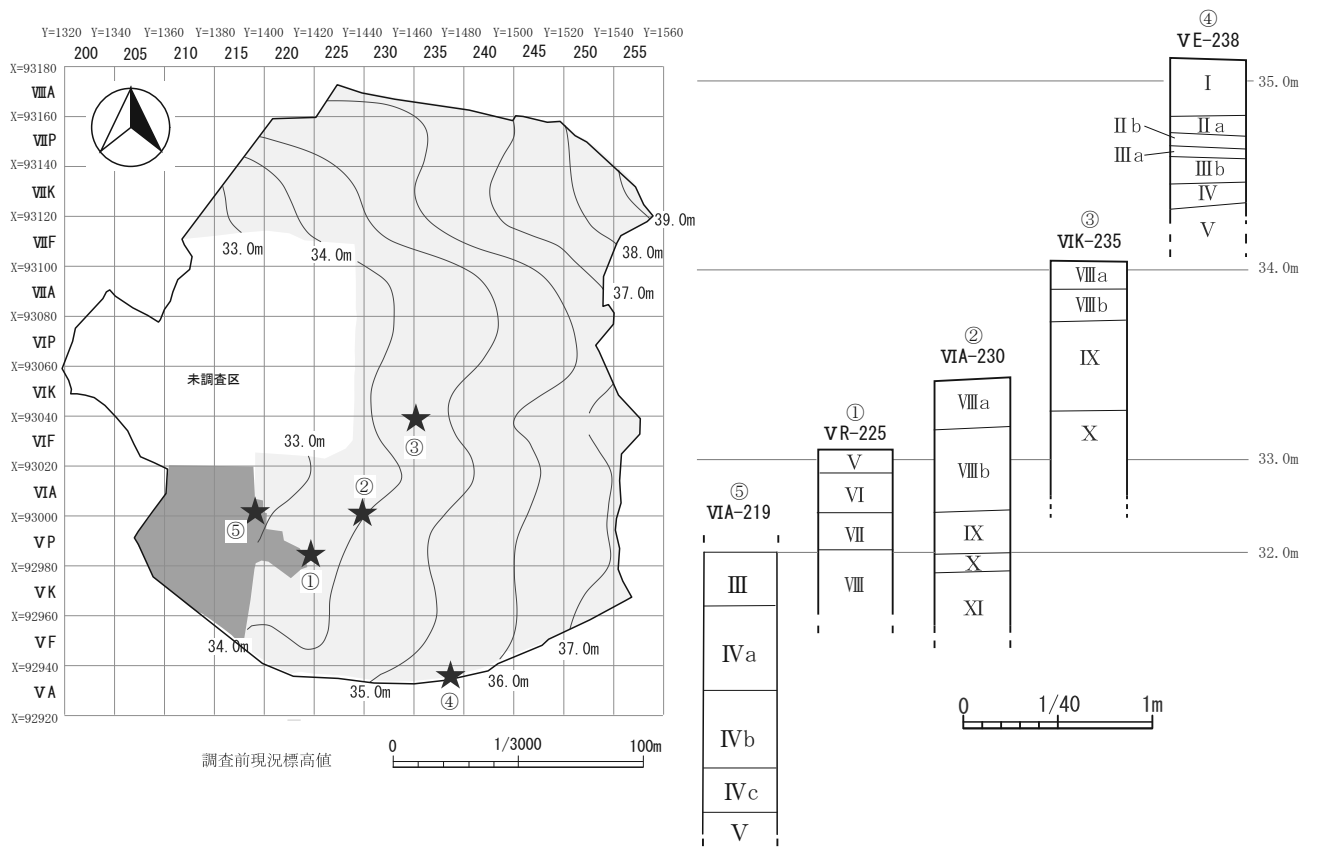 Y=1320 Y=1340 Y=1360 Y=1380 Y=1400 Y=1420 Y=1440 Y=1460 Y=1480 Y=1500 Y=1520 Y=1540 Y=1560
200 205 210 215 220 225 230 235 240 245 250 255
X=93180
ⅧA
X=93160
ⅦP
X=93140
ⅦK
X=93120
ⅦF
X=93100
ⅦA
X=93080
ⅥP
X=93060
ⅥK
X=93040
ⅥF
X=93020
ⅥA
X=93000
ⅤP
X=92980
ⅤK
X=92960
ⅤF
X=92940
ⅤA
X=92920
33.0m
34.0m
39.0m
38.0m
37.0m
未調査区
33.0m
③
②
⑤
①
34.0m
37.0m
36.0m
35.0m
④
調査前現況標高値
0 1/3000 100m
④
ⅤE-238
35.0m
Ⅰ
Ⅱa
Ⅱb
Ⅲa
Ⅲb
Ⅳ
Ⅴ
③
ⅥK-235
34.0m
Ⅷa
Ⅷb
Ⅸ
Ⅹ
②
ⅥA-230
Ⅷa
Ⅷb
Ⅸ
Ⅹ
Ⅺ
①
ⅤR-225
33.0m
Ⅴ
Ⅵ
Ⅶ
Ⅷ
⑤
ⅥA-219
32.0m
Ⅲ
Ⅳa
Ⅳb
Ⅳc
Ⅴ
0 1/40 1m